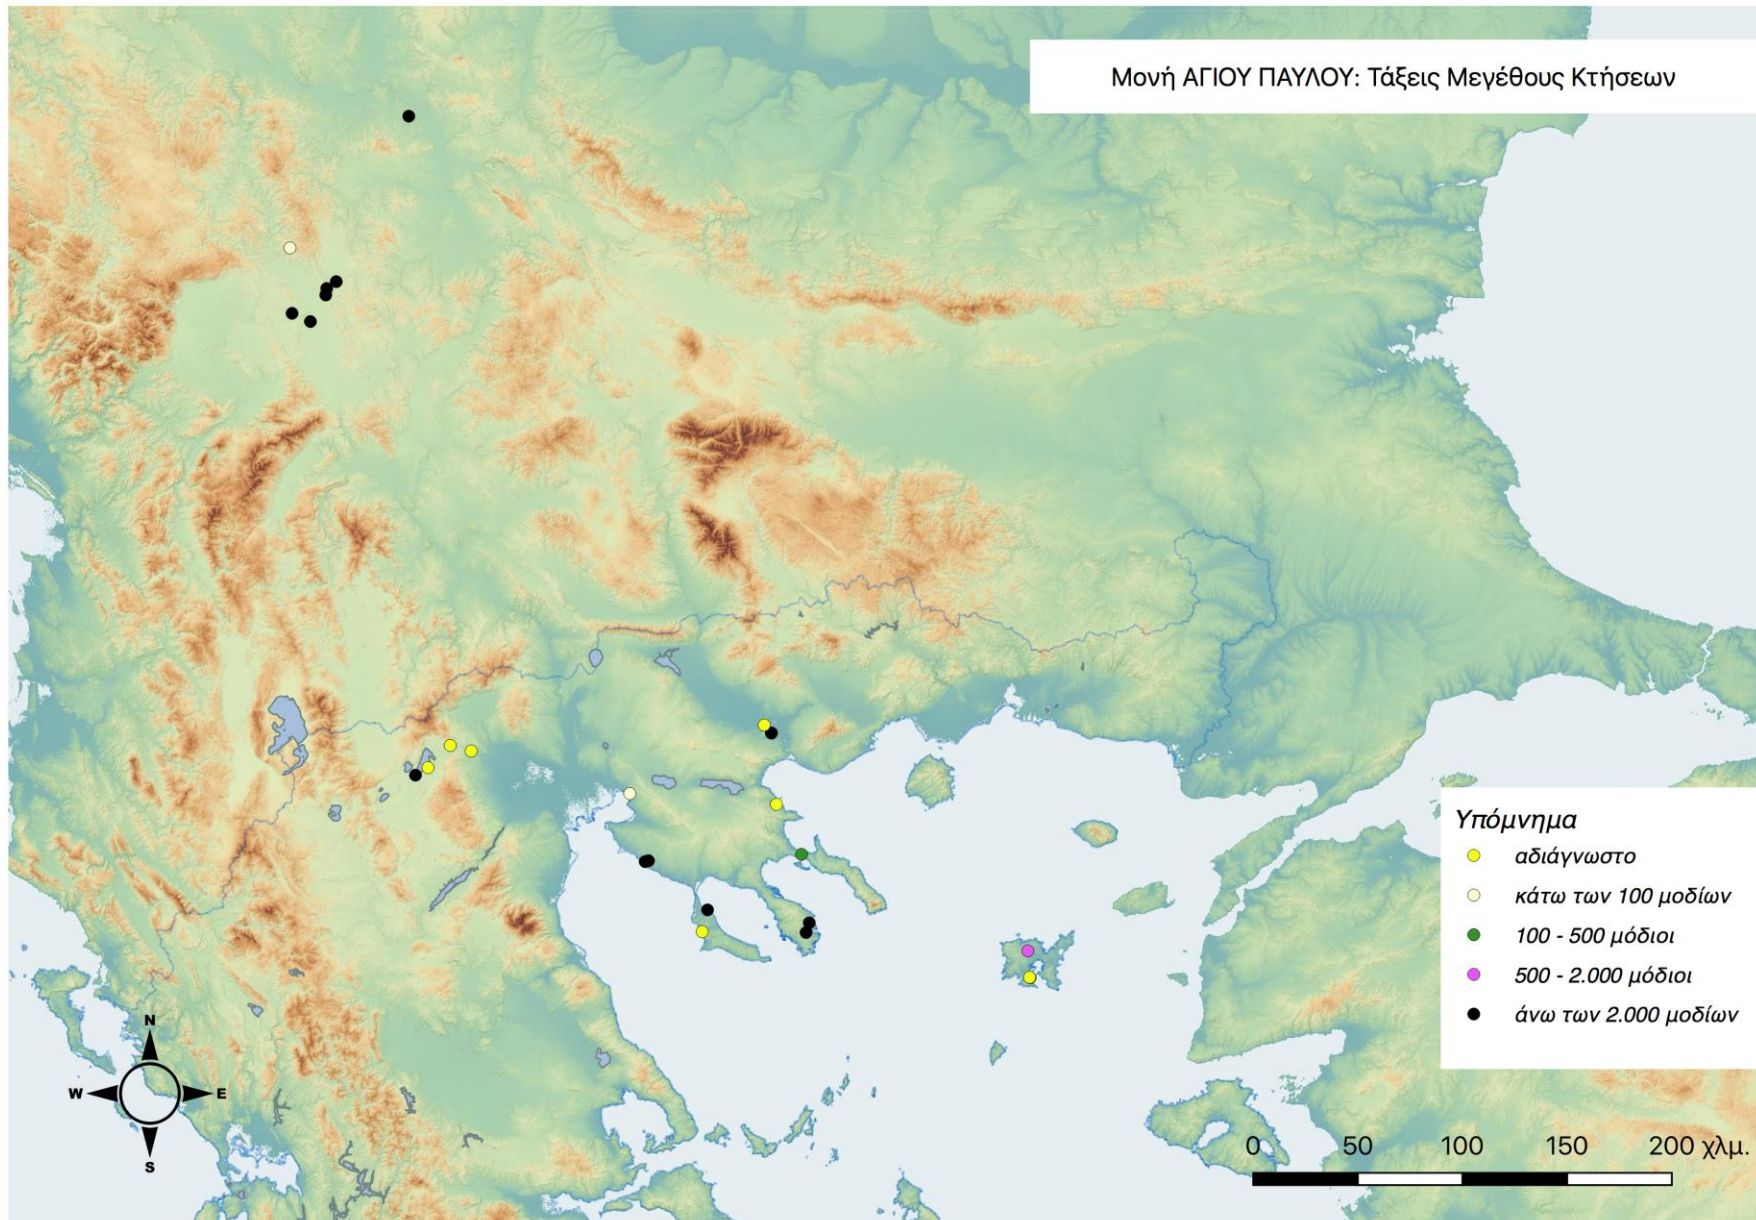 Μονή ΑΓΙΟΥ ΠΑΥΛΟΥ: Τάξεις Μεγέθους Κτήσεων
Υπόμνημα
αδιάγνωστο
κάτω των 100 μοδίων
100 - 500 μόδιοι
500 - 2.000 μόδιοι
άνω των 2.000 μοδίων
N
W E
S
0 50 100 150 200 χλμ.